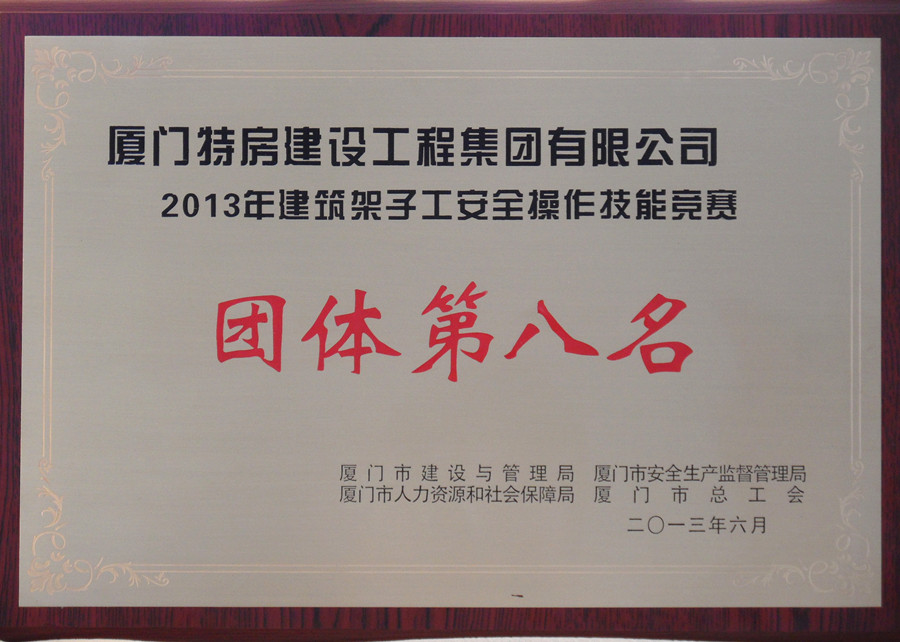 厦门特房建设工程集团有限公司
2013年建筑架子工安全操作技能竞赛
团体第八名
厦门市建设与管理局 厦门市安全生产监督管理局
厦门市人力资源和社会保障局 厦门市总工会
二〇一三年六月